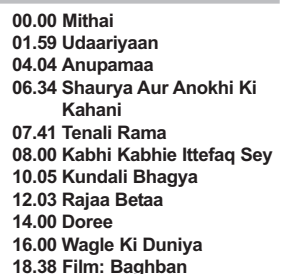 00.00 Mithai
01.59 Udaariyaan
04.04 Anupamaa
06.34 Shaurya Aur Anokhi Ki
Kahani
07.41 Tenali Rama
08.00 Kabhi Kabhie Ittefaq Sey
10.05 Kundali Bhagya
12.03 Rajaa Betaa
14.00 Doree
16.00 Wagle Ki Duniya
18.38 Film: Baghban